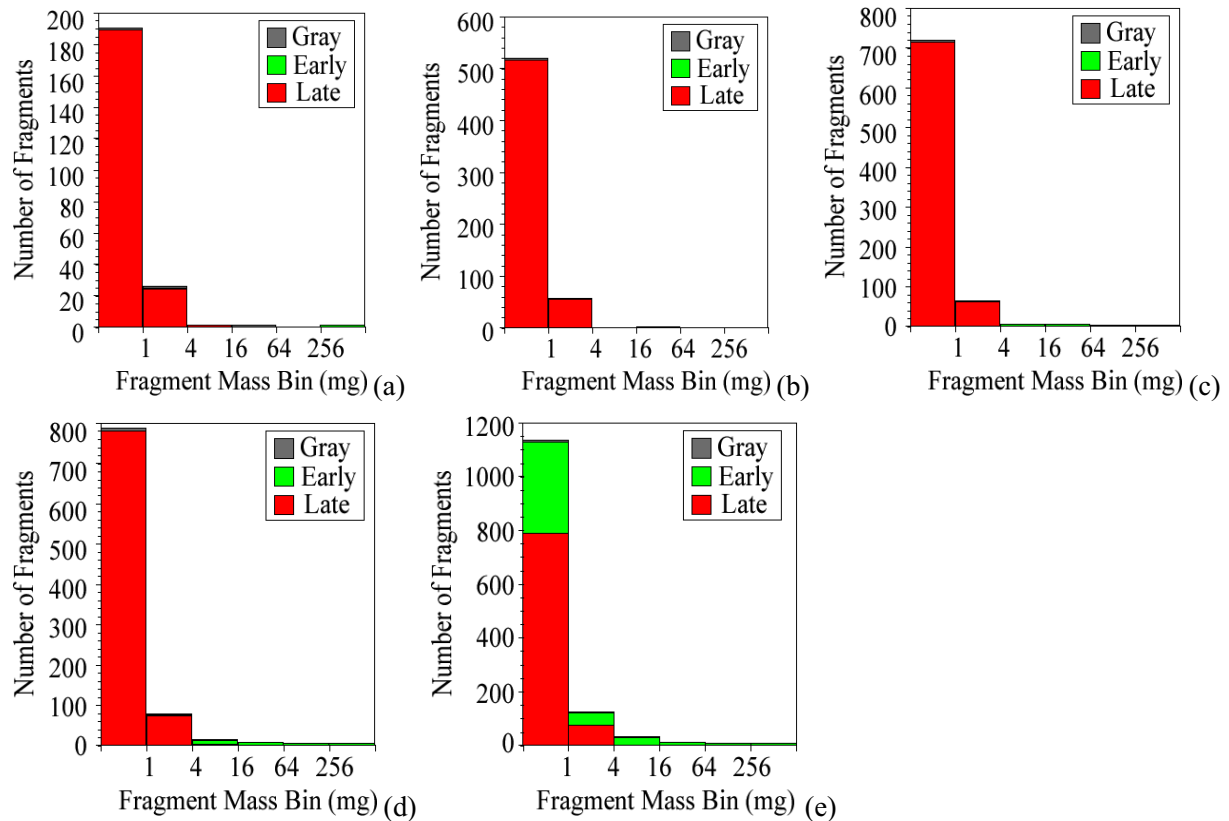 200
180
160
140
120
100
80
60
40
20
0
Number of Fragments
Gray
Early
Late
1 4 16 64 256
Fragment Mass Bin (mg) (a)
600
500
400
300
200
100
0
Number of Fragments
Gray
Early
Late
1 4 16 64 256
Fragment Mass Bin (mg) (b)
800
700
600
500
400
300
200
100
0
Number of Fragments
Gray
Early
Late
1 4 16 64 256
Fragment Mass Bin (mg) (c)
800
700
600
500
400
300
200
100
0
Number of Fragments
Gray
Early
Late
1 4 16 64 256
Fragment Mass Bin (mg) (d)
1200
1000
800
600
400
200
0
Number of Fragments
Gray
Early
Late
1 4 16 64 256
Fragment Mass Bin (mg) (e)